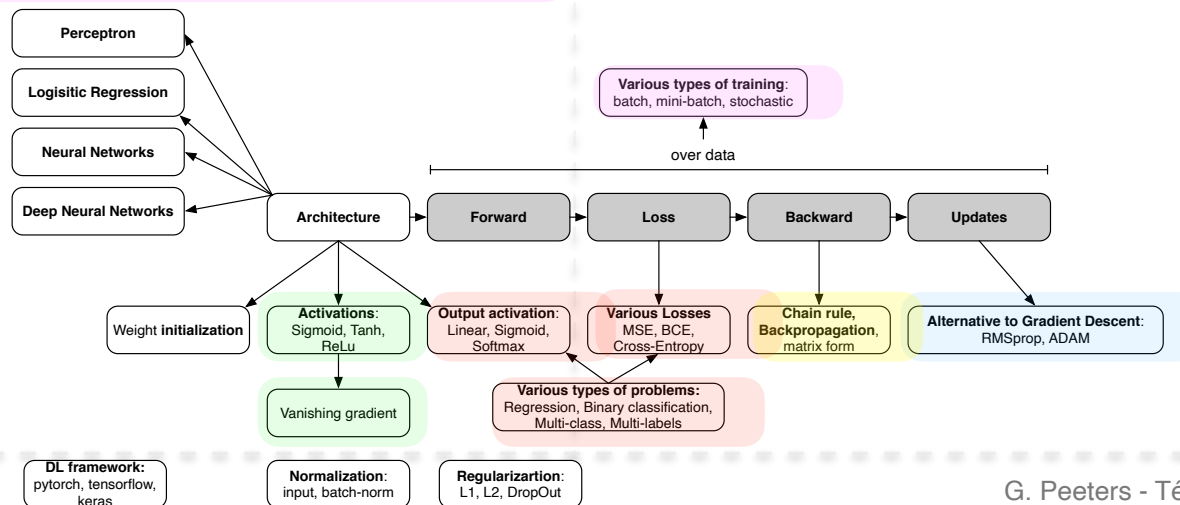 Perceptron
Logisitic Regression
Neural Networks
Deep Neural Networks
Various types of training:
batch, mini-batch, stochastic
over data
Architecture
Forward
Loss
Backward
Updates
Weight initialization
Activations:
Sigmoid, Tanh,
ReLu
Output activation:
Linear, Sigmoid,
Softmax
Various Losses
MSE, BCE,
Cross-Entropy
Chain rule,
Backpropagation,
matrix form
Alternative to Gradient Descent:
RMSprop, ADAM
Vanishing gradient
Various types of problems:
Regression, Binary classification,
Multi-class, Multi-labels
DL framework:
pytorch, tensorflow,
keras
Normalization:
input, batch-norm
Regularizartion:
L1, L2, DropOut
G. Peeters - Té